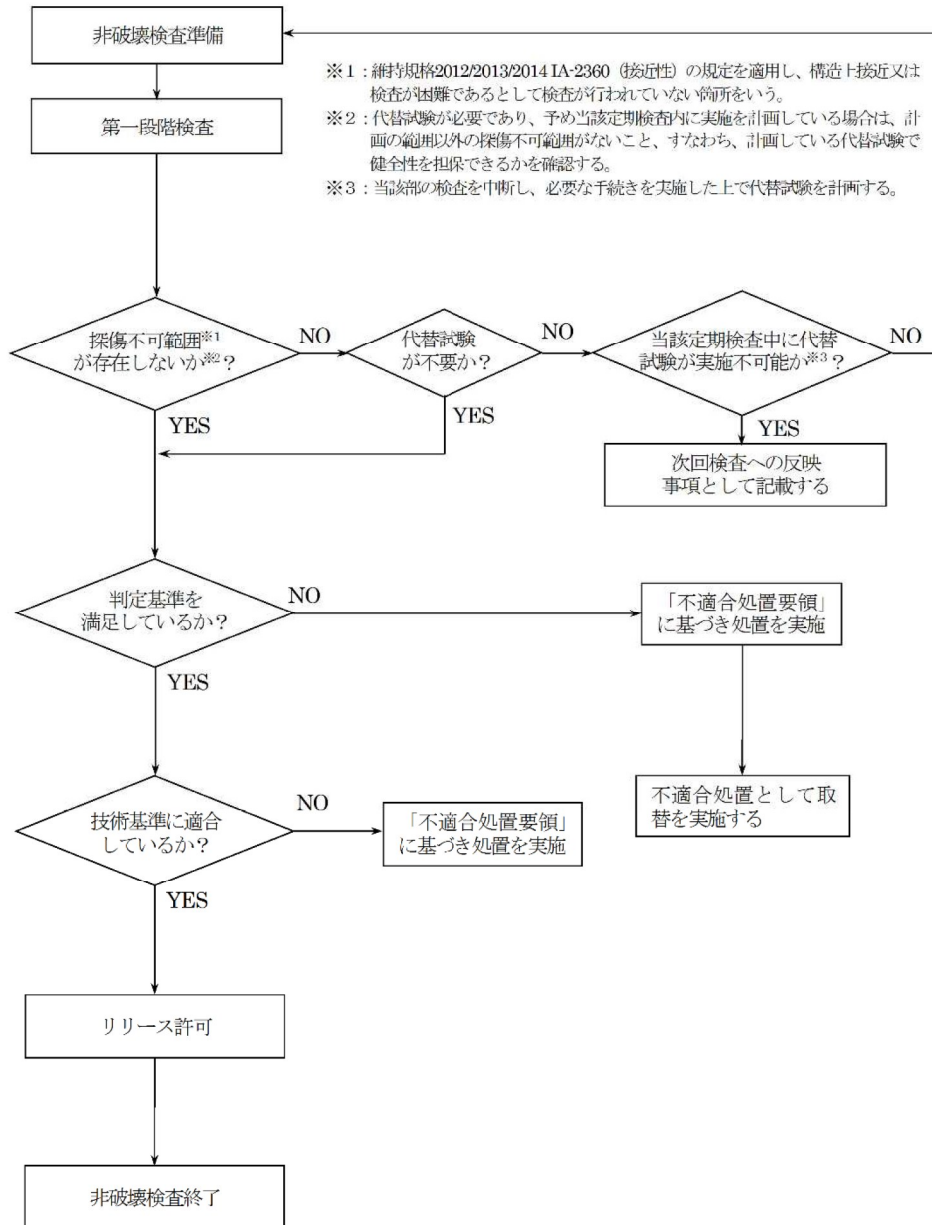 非破壊検査準備
※1：維持規格2012/2013/2014 IA-2360（接近性）の規定を適用し、構造上接近又は
検査が困難であるとして検査が行われていない箇所をいう。
※2：代替試験が必要であり、予め当該定期検査内に実施を計画している場合は、計
画の範囲以外の探傷不可範囲がないこと、すなわち、計画している代替試験で
健全性を担保できるかを確認する。
※3：当該部の検査を中断し、必要な手続きを実施した上で代替試験を計画する。
第一段階検査
探傷不可範囲※1
が存在しないか※2？
NO
代替試験
が不要か？
NO
当該定期検査中に代替
試験が実施不可能か※3？
NO
YES
YES
YES
次回検査への反映
事項として記載する
判定基準を
満足しているか？
NO
「不適合処置要領」
に基づき処置を実施
YES
技術基準に適合
しているか？
NO
「不適合処置要領」
に基づき処置を実施
不適合処置として取
替を実施する
YES
リリース許可
非破壊検査終了